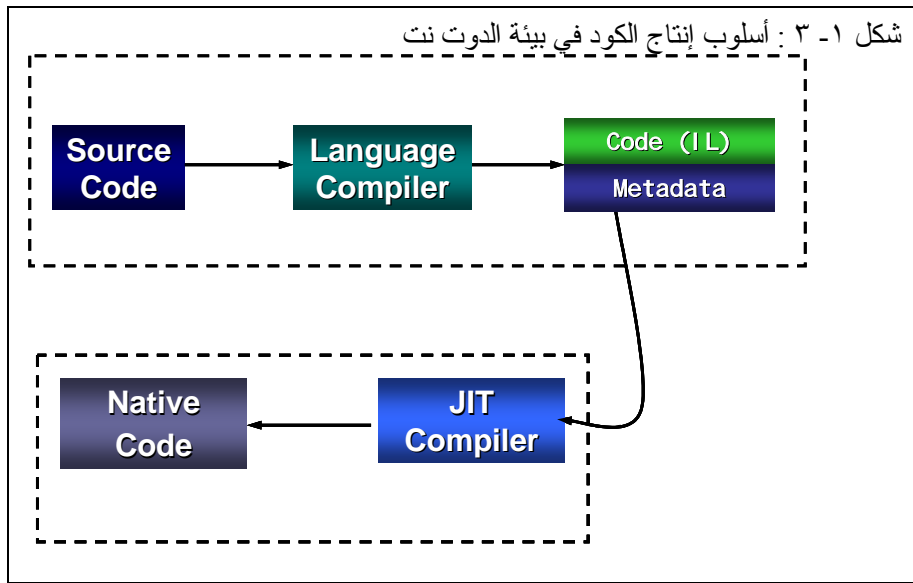 شكل ١- ٣ : أسلوب إنتاج الكود في بيئة الدوت نت
Source
Code
Language
Compiler
Code (IL)
Metadata
Native
Code
JIT
Compiler